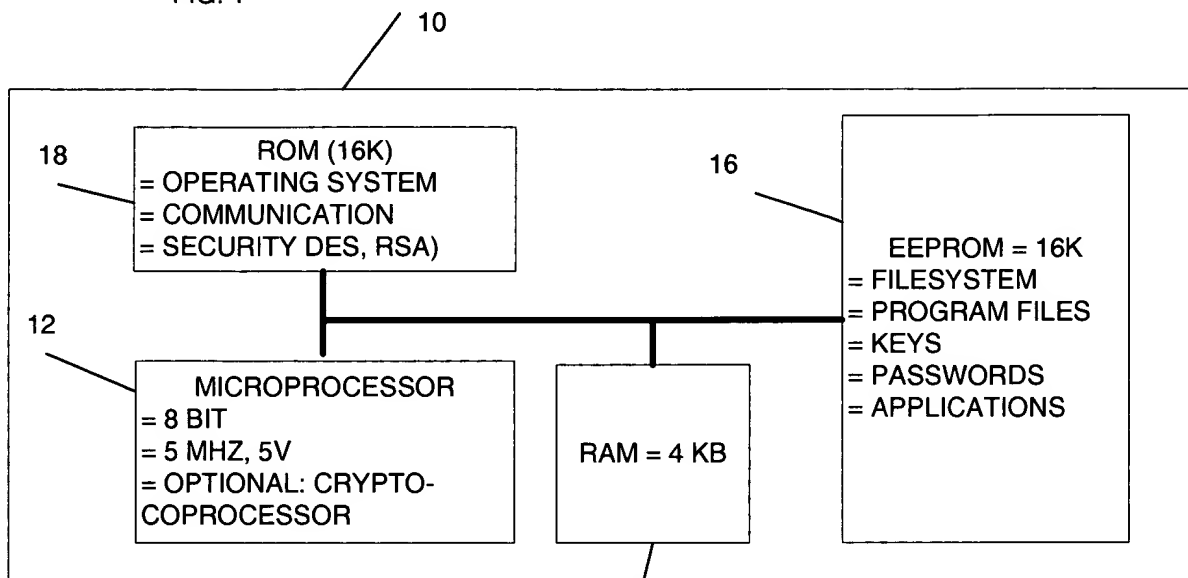 10
18
ROM (16K)
= OPERATING SYSTEM
= COMMUNICATION
= SECURITY DES, RSA)
16
EEPROM = 16K
= FILESYSTEM
= PROGRAM FILES
= KEYS
= PASSWORDS
= APPLICATIONS
12
MICROPROCESSOR
= 8 BIT
= 5 MHZ, 5V
= OPTIONAL: CRYPTO-
COPROCESSOR
RAM = 4 KB